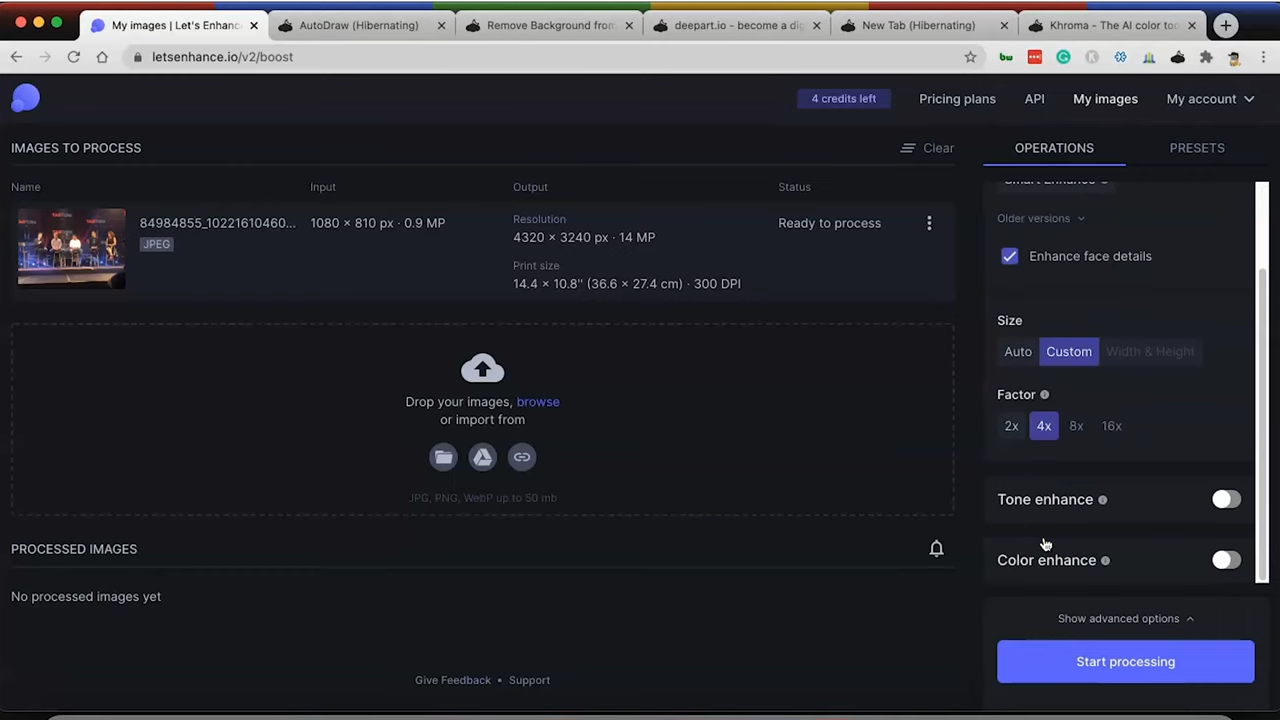 My images | Let's Enhanc
AutoDraw (Hibernating)
Remove Background from
deepart.io - become a dig
New Tab (Hibernating)
Khroma - The AI color too
letsenhance.io/v2/boost
4 credits left
Pricing plans
API
My images
My account
IMAGES TO PROCESS
Clear
OPERATIONS
PRESETS
Name
Input
Output
Status
84984855_10221610460...
JPEG
1080 × 810 px · 0.9 MP
Resolution
4320 × 3240 px · 14 MP
Print size
14.4 × 10.8" (36.6 × 27.4 cm) · 300 DPI
Ready to process
Smart Enhance
Older versions
Enhance face details
Size
Auto
Custom
Width & Height
Factor
2x
4x
8x
16x
Drop your images, browse
or import from
JPG, PNG, WebP up to 50 mb
Tone enhance
Color enhance
PROCESSED IMAGES
No processed images yet
Show advanced options
Start processing
Give Feedback • Support